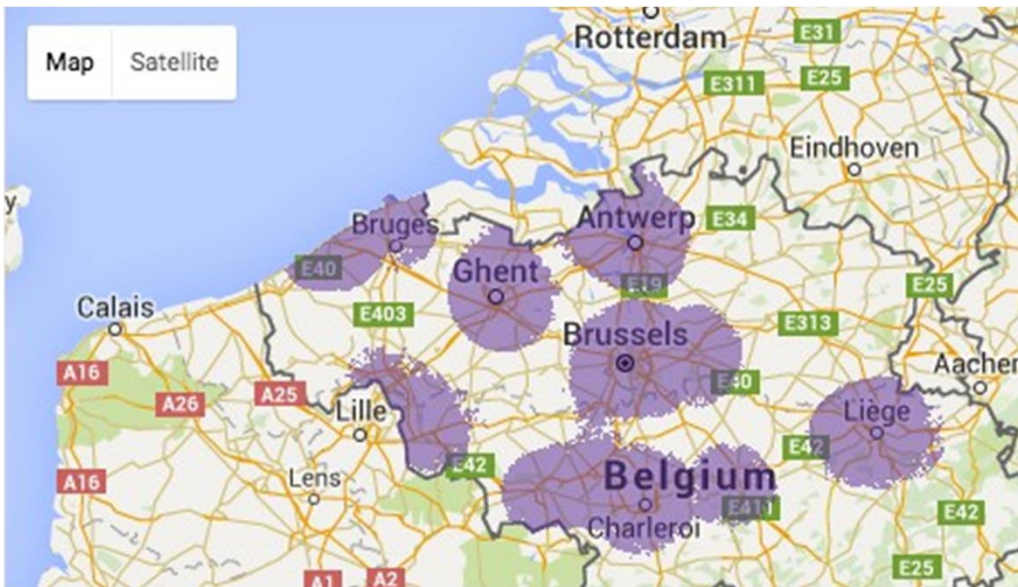 Map Satellite
Rotterdam
E31
E311
E25
Eindhoven
y
Bruges
Antwerp
E34
E40
Ghent
E19
E25
Calais
E403
E313
Brussels
A16
A25
E40
Aachen
A26
Lille
Liège
E42
E42
A16
Lens
Belgium
E411
E42
Charleroi
E25
A1
A2